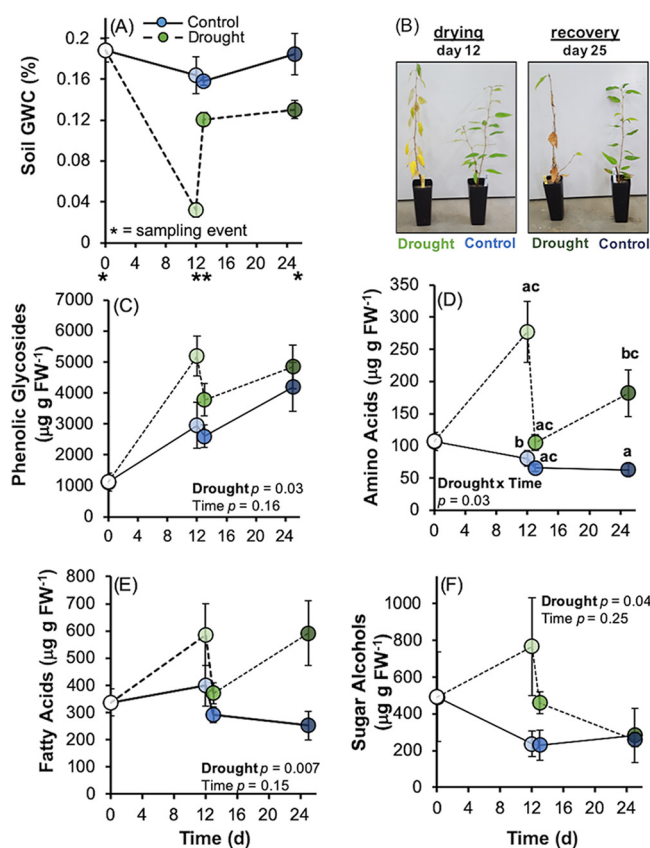 (A)
Control
Drought
Soil GWC (%)
0.2
0.16
0.12
0.08
0.04
0
* = sampling event
0 4 8 12 16 20 24
* ** *
(B)
drying
day 12
recovery
day 25
Drought Control
Drought Control
(C)
Phenolic Glycosides
(µg g FW-1)
7000
6000
5000
4000
3000
2000
1000
0
Drought p = 0.03
Time p = 0.16
0 4 8 12 16 20 24
(D)
Amino Acids (µg g FW-1)
350
300
250
200
150
100
50
0
ac
bc
ac
b
ac
a
Drought x Time
p = 0.03
0 4 8 12 16 20 24
(E)
Fatty Acids (µg g FW-1)
800
700
600
500
400
300
200
100
0
Drought p = 0.007
Time p = 0.15
0 4 8 12 16 20 24
Time (d)
(F)
Sugar Alcohols
(µg g FW-1)
1000
800
600
400
200
0
Drought p = 0.04
Time p = 0.25
0 4 8 12 16 20 24
Time (d)